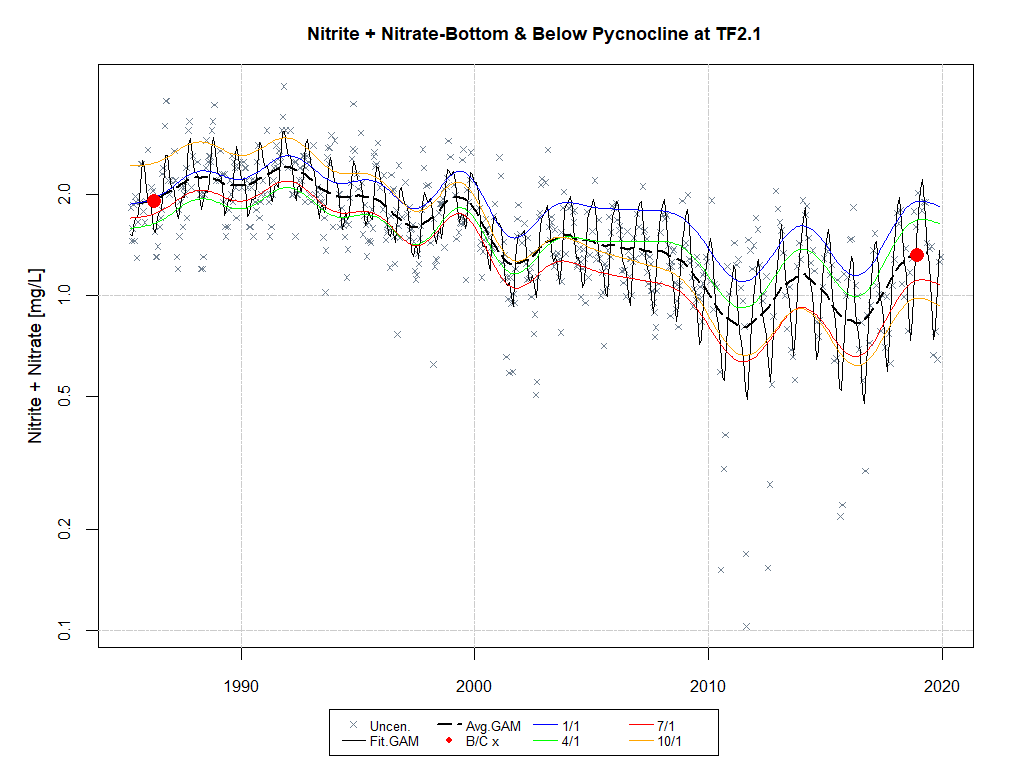 Nitrite + Nitrate-Bottom & Below Pycnocline at TF2.1
Nitrite + Nitrate [mg/L]
2.0
1.0
0.5
0.2
0.1
1990 2000 2010 2020
Uncen. Avg.GAM 1/1 7/1
Fit.GAM B/C x 4/1 10/1